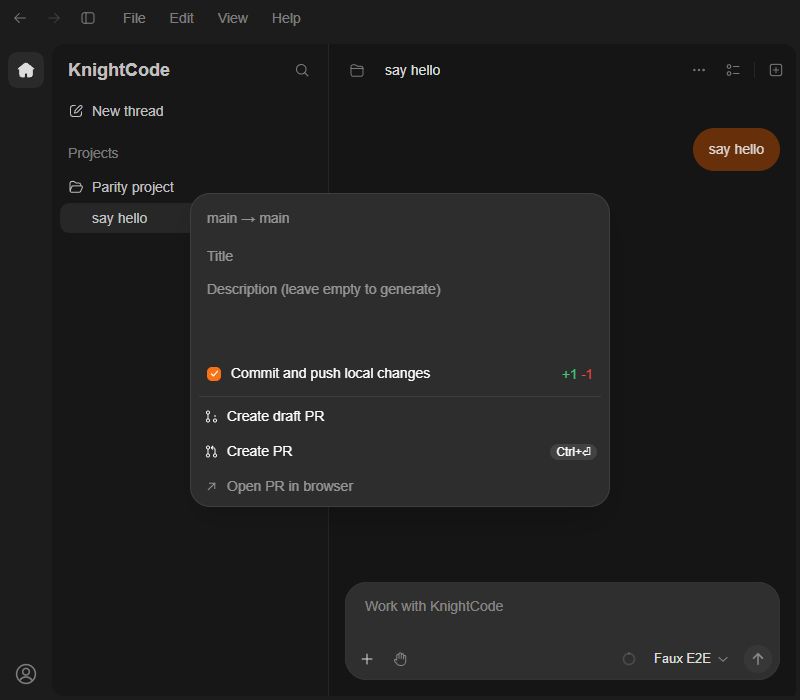 File Edit View Help
KnightCode
New thread
Projects
Parity project
say hello
say hello
say hello
main → main
Title
Description (leave empty to generate)
Commit and push local changes +1 -1
Create draft PR
Create PR Ctrl+⏎
Open PR in browser
Work with KnightCode
Faux E2E